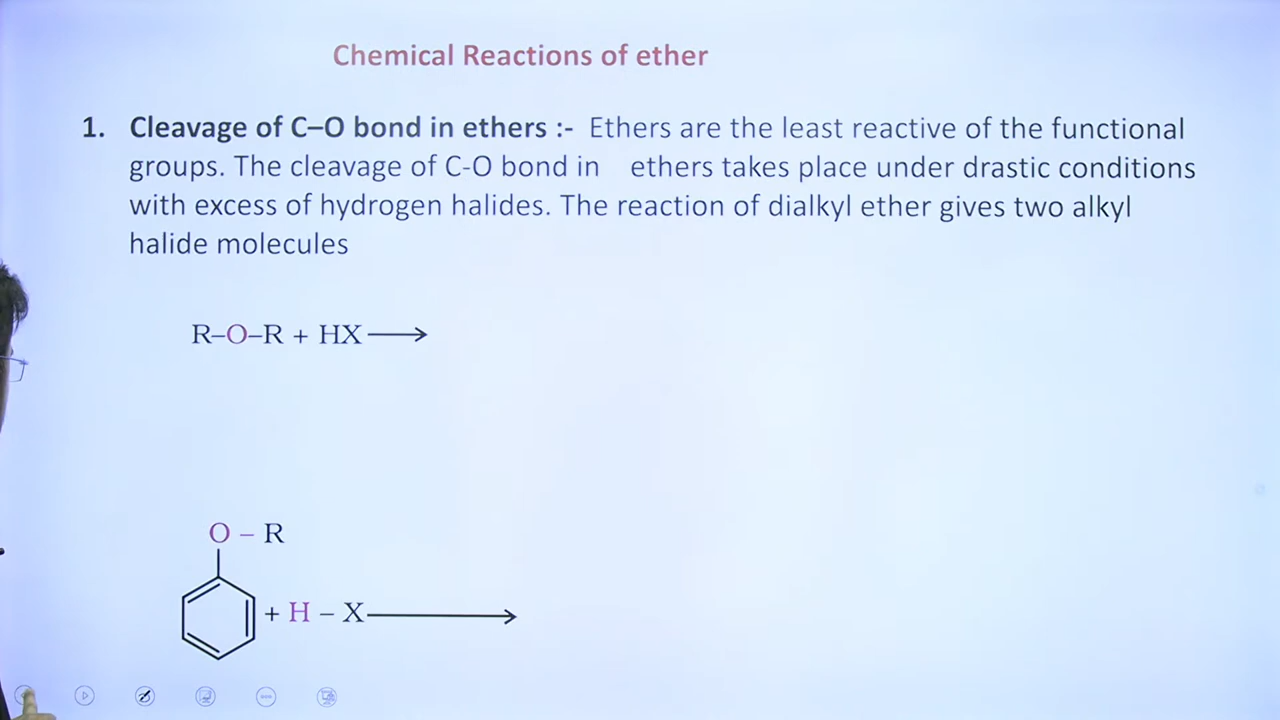 Chemical Reactions of ether
1. Cleavage of C–O bond in ethers :- Ethers are the least reactive of the functional
groups. The cleavage of C-O bond in ethers takes place under drastic conditions
with excess of hydrogen halides. The reaction of dialkyl ether gives two alkyl
halide molecules
R–O–R + HX ⟶
O – R
+ H – X ⟶